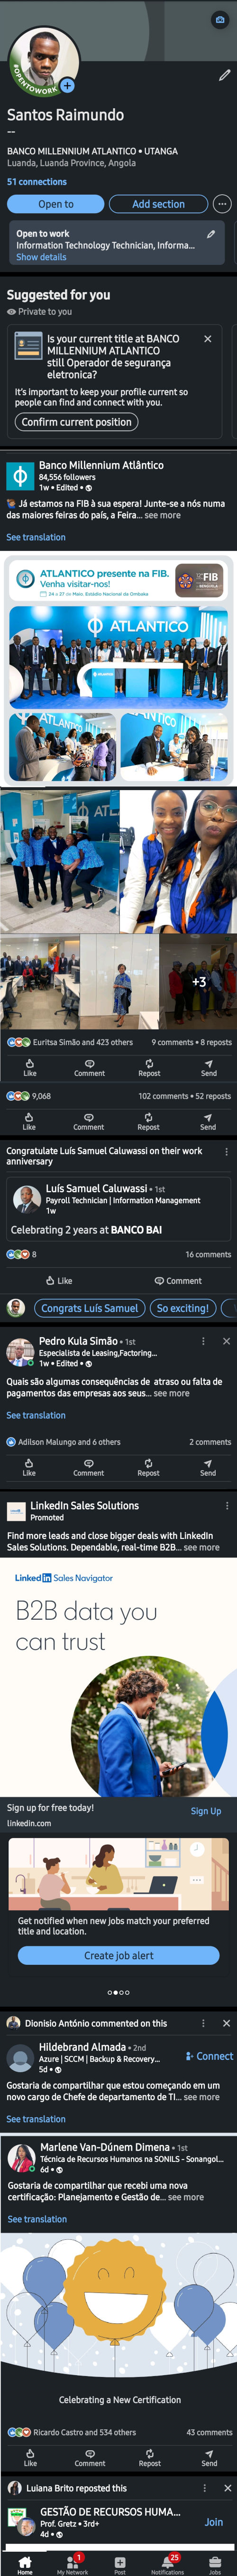 #OPENTOWORK
Santos Raimundo
--
BANCO MILLENNIUM ATLANTICO • UTANGA
Luanda, Luanda Province, Angola
51 connections
Open to
Add section
Open to work
Information Technology Technician, Informa...
Show details
Suggested for you
Private to you
Is your current title at BANCO
MILLENNIUM ATLANTICO
still Operador de segurança
eletronica?
It's important to keep your profile current so
people can find and connect with you.
Confirm current position
Banco Millennium Atlântico
84,556 followers
1w • Edited •
Já estamos na FIB à sua espera! Junte-se a nós numa
das maiores feiras do país, a Feira... see more
See translation
ATLANTICO presente na FIB.
Venha visitar-nos!
24 a 27 de Maio, Estádio Nacional da Ombaka
FIB
BENGUELA
ATLANTICO
+3
Euritsa Simão and 423 others
9 comments • 8 reposts
Like
Comment
Repost
Send
9,068
102 comments • 52 reposts
Like
Comment
Repost
Send
Congratulate Luís Samuel Caluwassi on their work
anniversary
Luís Samuel Caluwassi • 1st
Payroll Technician | Information Management
1w
Celebrating 2 years at BANCO BAI
8
16 comments
Like
Comment
Congrats Luís Samuel
So exciting!
Pedro Kula Simão • 1st
Especialista de Leasing,Factoring...
1w • Edited •
Quais são algumas consequências de atraso ou falta de
pagamentos das empresas aos seus... see more
See translation
Adilson Malungo and 6 others
2 comments
Like
Comment
Repost
Send
LinkedIn Sales Solutions
Promoted
Find more leads and close bigger deals with LinkedIn
Sales Solutions. Dependable, real-time B2B... see more
Linked in Sales Navigator
B2B data you
can trust
Sign up for free today!
linkedin.com
Sign Up
Get notified when new jobs match your preferred
title and location.
Create job alert
Dionisio António commented on this
Hildebrand Almada • 2nd
Azure | SCCM | Backup & Recovery...
5d •
Connect
Gostaria de compartilhar que estou começando em um
novo cargo de Chefe de departamento de TI... see more
See translation
Marlene Van-Dúnem Dimena • 1st
Técnica de Recursos Humanos na SONILS - Sonangol...
6d •
Gostaria de compartilhar que recebi uma nova
certificação: Planejamento e Gestão de... see more
See translation
Celebrating a New Certification
Ricardo Castro and 534 others
43 comments
Like
Comment
Repost
Send
Luiana Brito reposted this
GESTÃO DE RECURSOS HUMA...
Prof. Gretz • 3rd+
4d •
Join
1
25
Home
My Network
Post
Notifications
Jobs